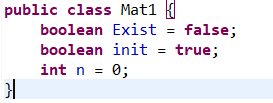 public class Mat1 {
    boolean Exist = false;
    boolean init = true;
    int n = 0;
}